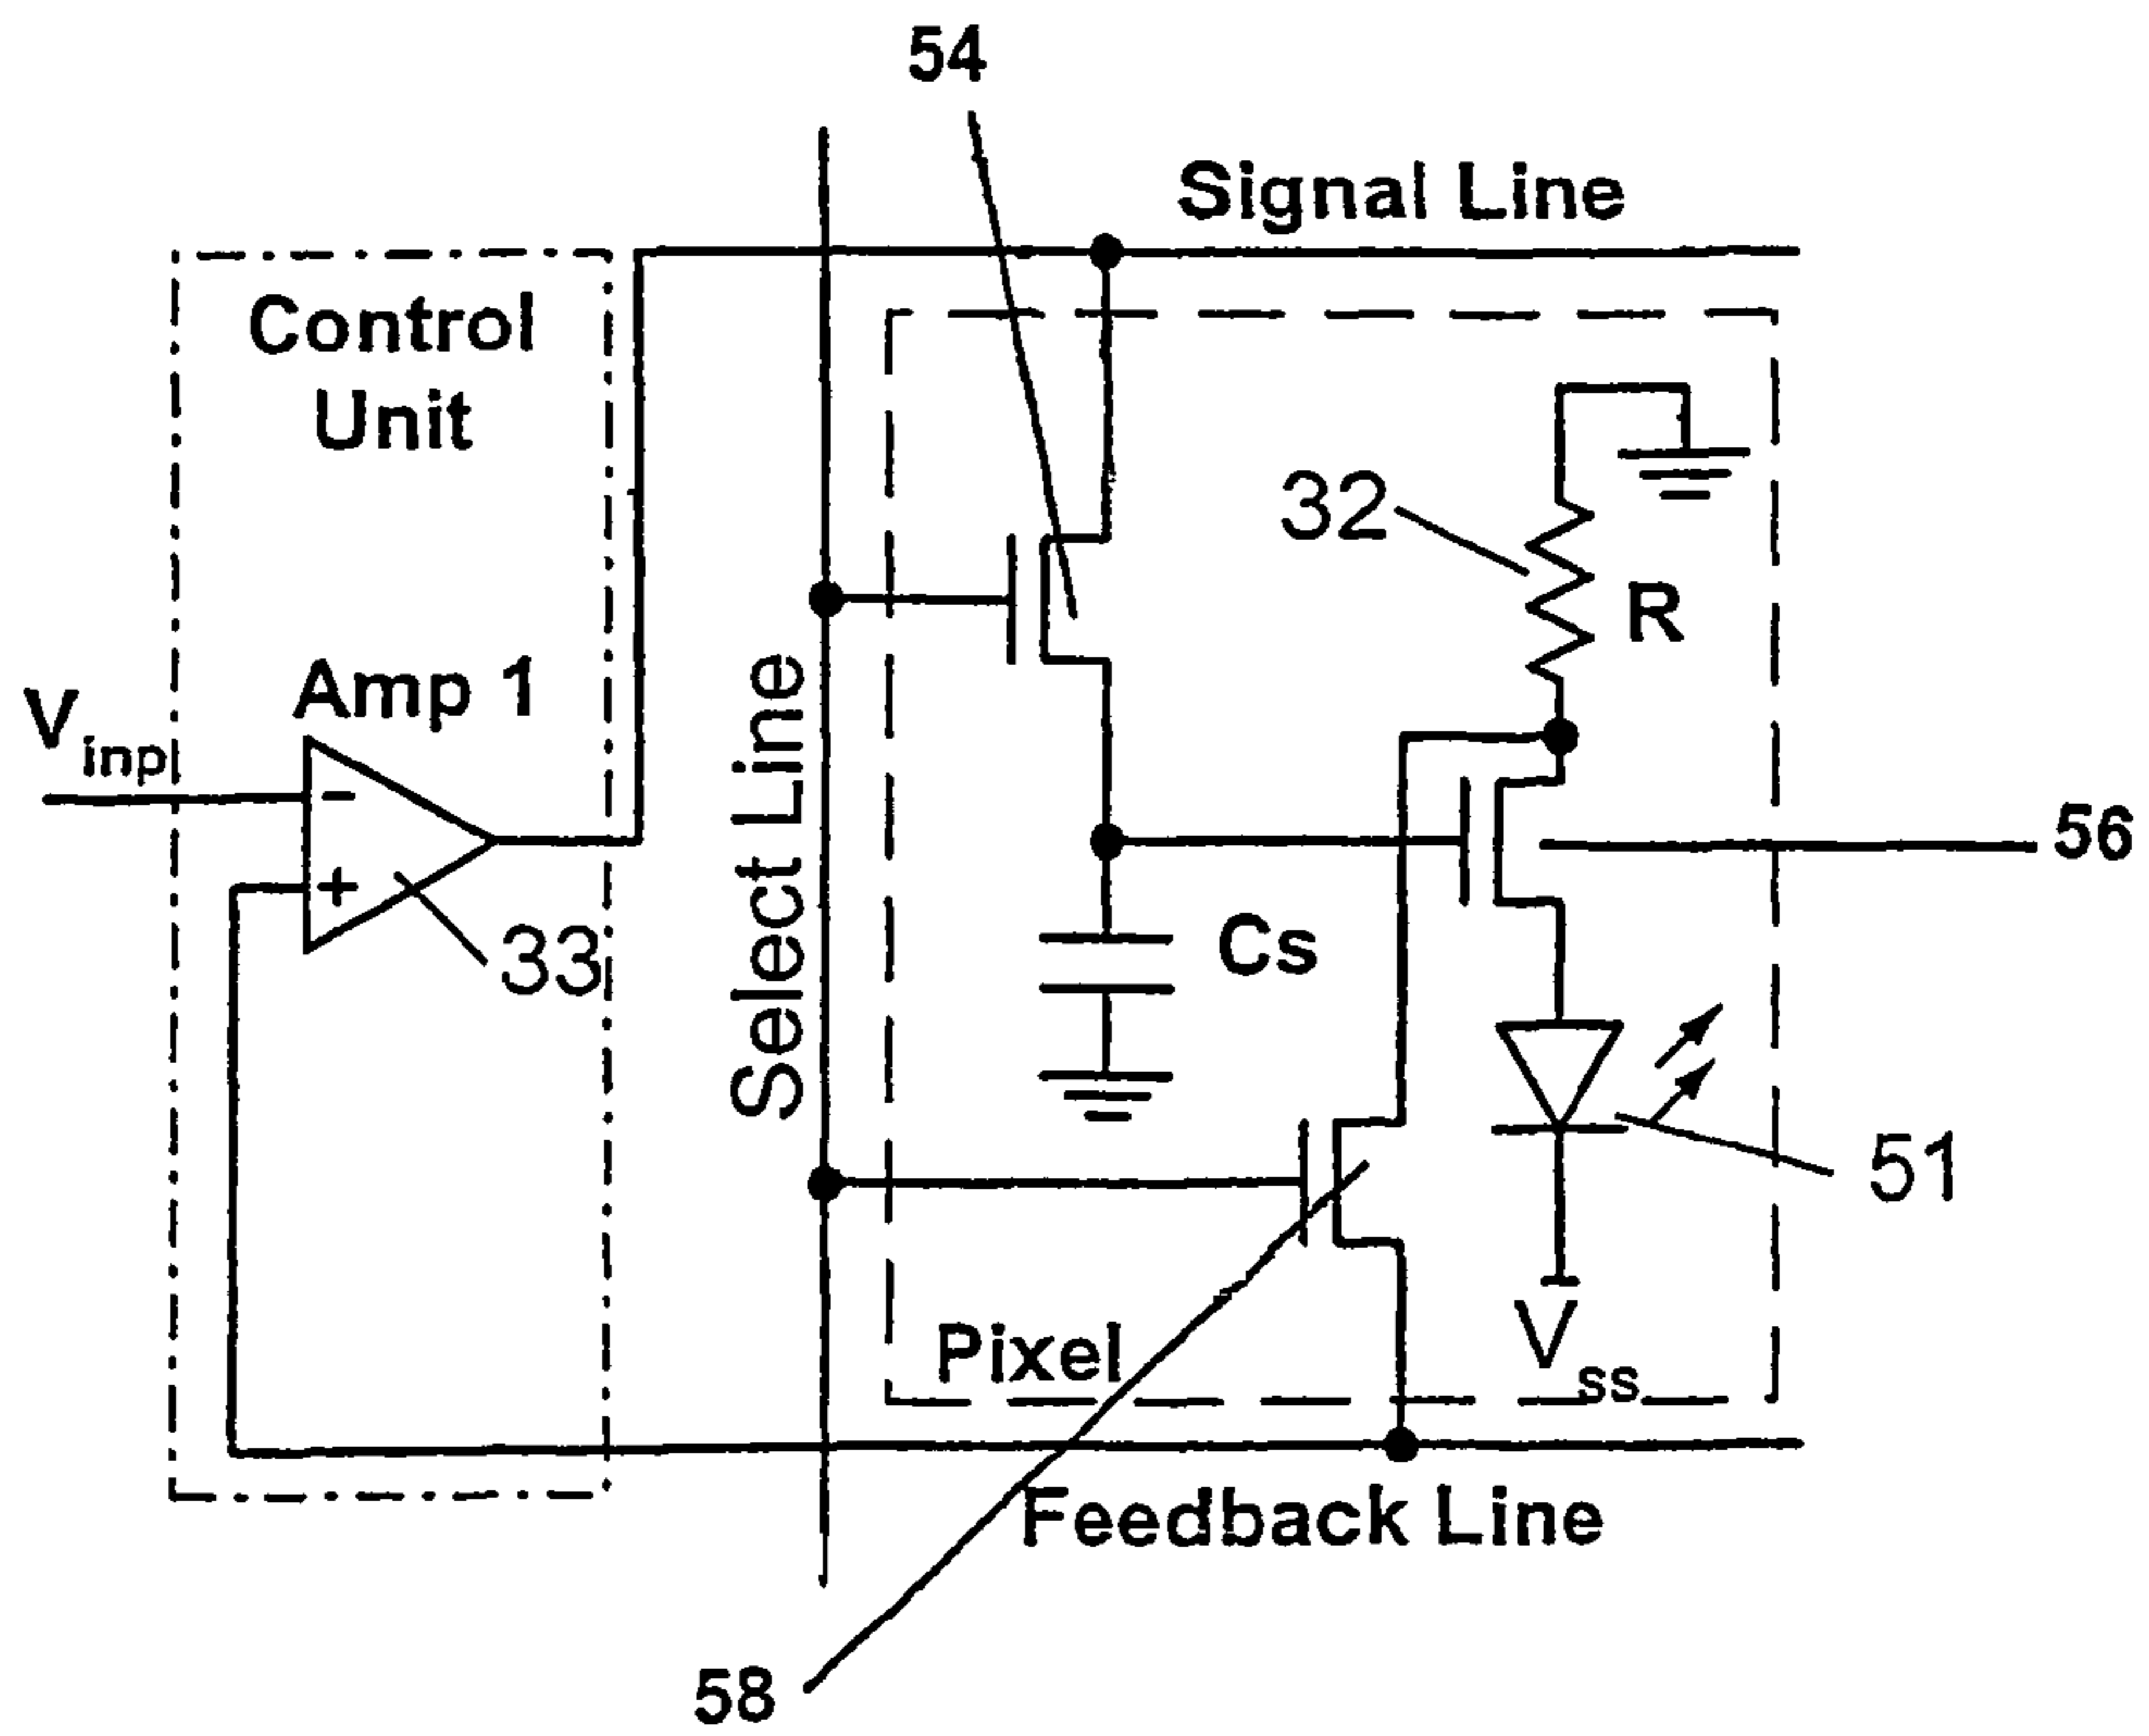 54
Signal Line
Control
Unit
32
R
Amp 1
Vinp
-
+
33
Select Line
56
Cs
51
Vss
Pixel
Feedback Line
58